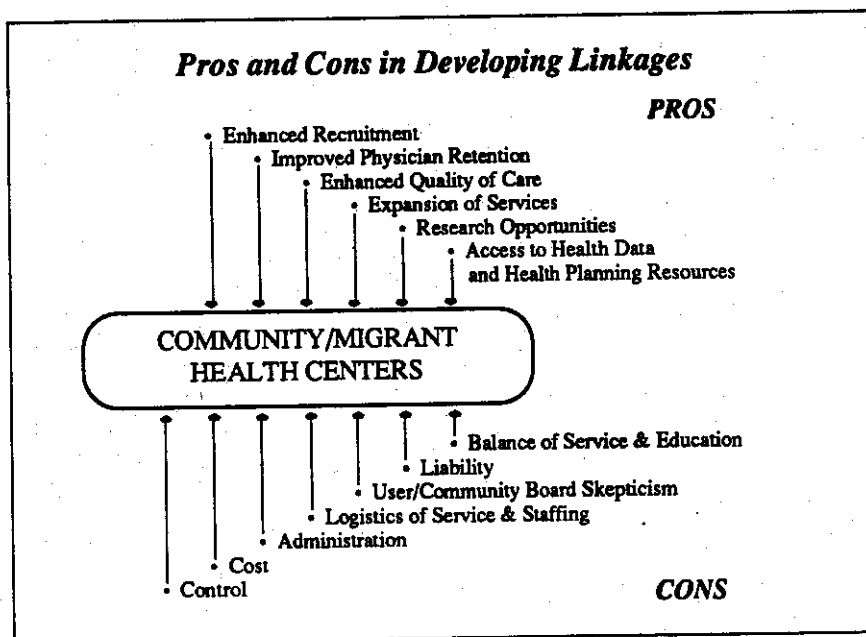 Pros and Cons in Developing Linkages
PROS
• Enhanced Recruitment
• Improved Physician Retention
• Enhanced Quality of Care
• Expansion of Services
• Research Opportunities
• Access to Health Data
and Health Planning Resources
COMMUNITY/MIGRANT
HEALTH CENTERS
• Balance of Service & Education
• Liability
• User/Community Board Skepticism
• Logistics of Service & Staffing
• Administration
• Cost
• Control
CONS